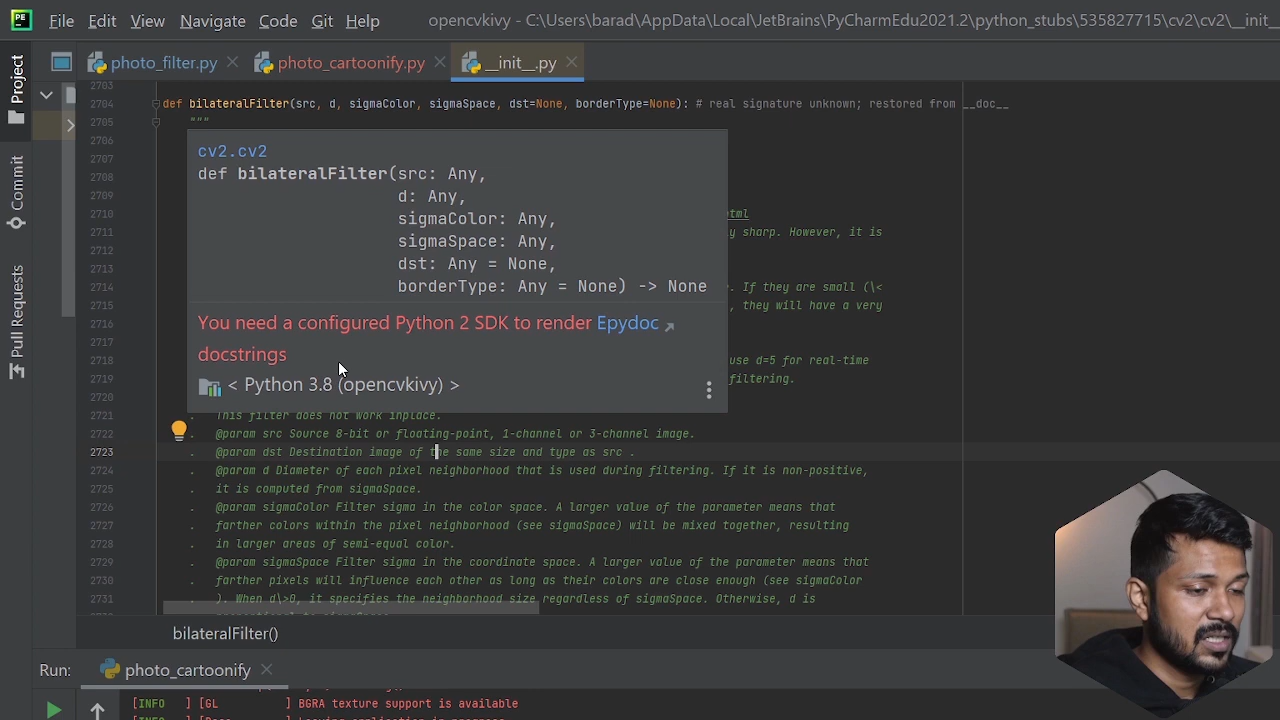 PE File Edit View Navigate Code Git Help opencvkivy - C:\Users\barad\AppData\Local\JetBrains\PyCharmEdu2021.2\python_stubs\535827715\cv2\cv2\__init_
Project
Commit
Pull Requests
photo_filter.py photo_cartoonify.py __init__.py
2703
2704 def bilateralFilter(src, d, sigmaColor, sigmaSpace, dst=None, borderType=None): # real signature unknown; restored from __doc__
2705 """
2706
2707
2708
2709
2710 tml
2711 y sharp. However, it is
2712
2713
2714 . If they are small (\<
2715 , they will have a very
2716
2717
2718 use d=5 for real-time
2719 filtering.
2720
cv2.cv2
def bilateralFilter(src: Any,
d: Any,
sigmaColor: Any,
sigmaSpace: Any,
dst: Any = None,
borderType: Any = None) -> None
You need a configured Python 2 SDK to render Epydoc
docstrings
< Python 3.8 (opencvkivy) >
2721 . This filter does not work inplace.
2722 . @param src Source 8-bit or floating-point, 1-channel or 3-channel image.
2723 . @param dst Destination image of the same size and type as src .
2724 . @param d Diameter of each pixel neighborhood that is used during filtering. If it is non-positive,
2725 . it is computed from sigmaSpace.
2726 . @param sigmaColor Filter sigma in the color space. A larger value of the parameter means that
2727 . farther colors within the pixel neighborhood (see sigmaSpace) will be mixed together, resulting
2728 . in larger areas of semi-equal color.
2729 . @param sigmaSpace Filter sigma in the coordinate space. A larger value of the parameter means that
2730 . farther pixels will influence each other as long as their colors are close enough (see sigmaColor
2731 . ). When d\>0, it specifies the neighborhood size regardless of sigmaSpace. Otherwise, d is
bilateralFilter()
Run: photo_cartoonify
[INFO ] [GL ] BGRA texture support is available
[INFO ] [Base ] Leaving application in progress...